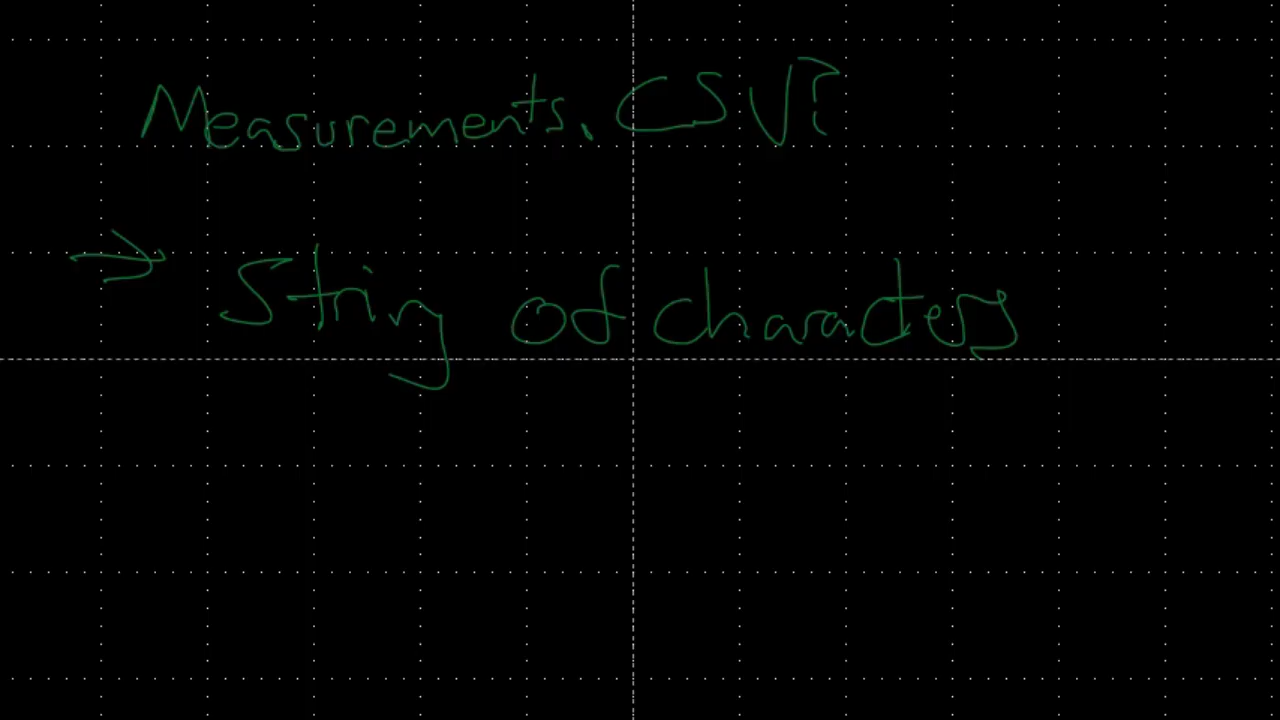 Measurements.CSV?
→ String of characters